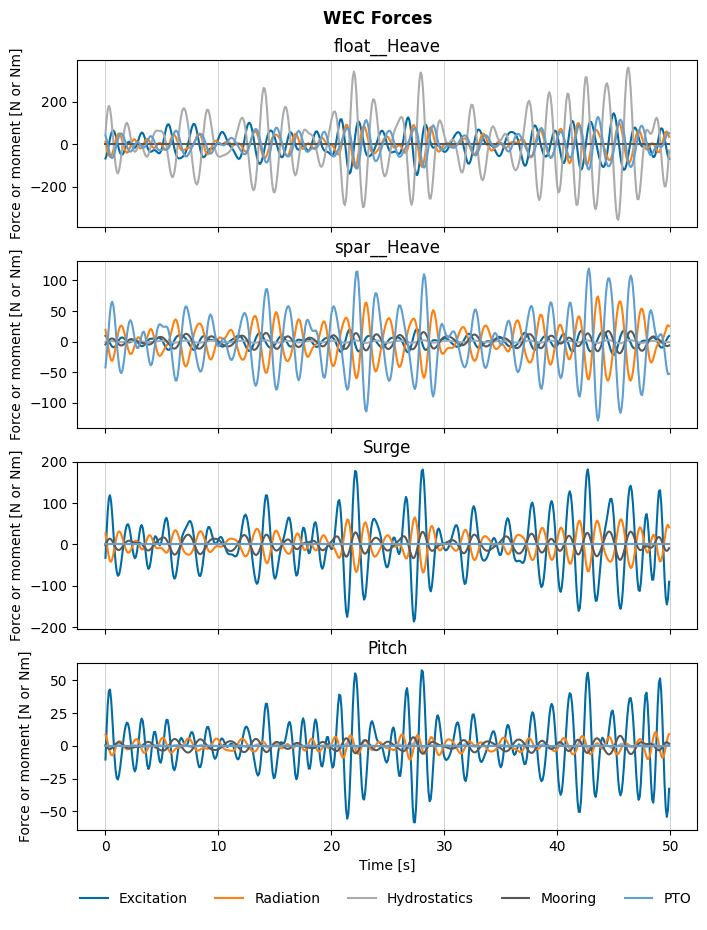 WEC Forces
float__Heave
Force or moment [N or Nm]
200
0
−200
spar__Heave
Force or moment [N or Nm]
100
50
0
−50
−100
Surge
Force or moment [N or Nm]
200
100
0
−100
−200
Pitch
Force or moment [N or Nm]
50
25
0
−25
−50
0 10 20 30 40 50
Time [s]
Excitation Radiation Hydrostatics Mooring PTO